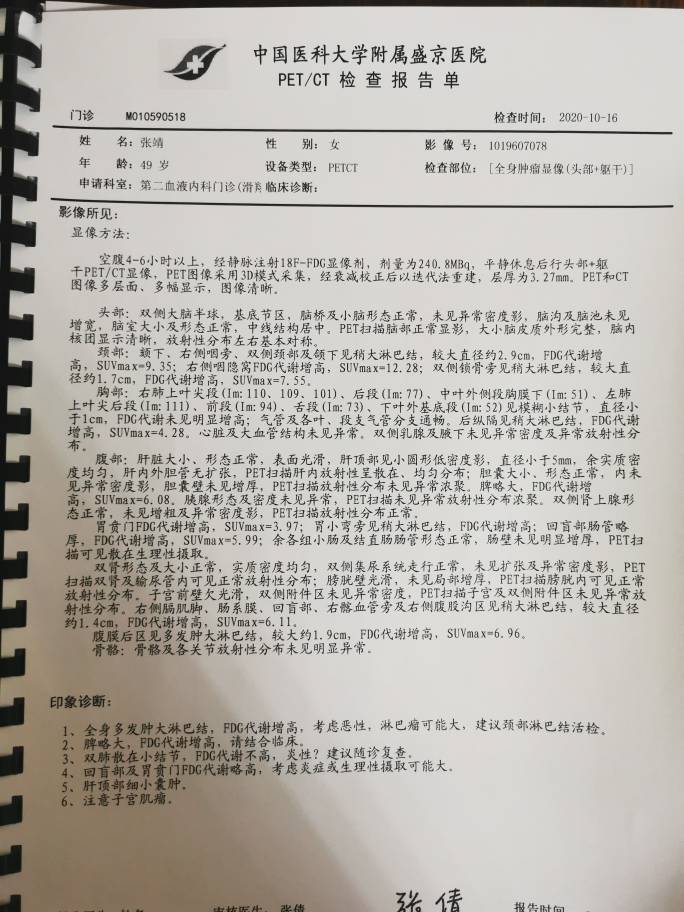 中国医科大学附属盛京医院
PET/CT 检查报告单
门诊 M010590518 检查时间： 2020-10-16
姓 名：张靖 性 别：女 影 像 号：1019607078
年 龄：49 岁 设备类型：PETCT 检查部位：[全身肿瘤显像(头部+躯干)]
申请科室：第二血液内科门诊(滑 临床诊断：
影像所见：
显像方法：
空腹4-6小时以上，经静脉注射18F-FDG显像剂，剂量为240.8MBq，平静休息后行头部+躯
干PET/CT显像，PET图像采用3D模式采集，经衰减校正后以迭代法重建，层厚为3.27mm。PET和CT
图像多层面、多幅显示，图像清晰。
头部：双侧大脑半球，基底节区，脑桥及小脑形态正常，未见异常密度影，脑沟及脑池未见
增宽，脑室大小及形态正常，中线结构居中。PET扫描脑部正常显影，大小脑皮质外形完整，脑内
核团显示清晰，放射性分布左右基本对称。
颈部：颏下、右侧咽旁、双侧颈部及颌下见稍大淋巴结，较大直径约2.9cm，FDG代谢增
高，SUVmax=9.35；右侧咽隐窝FDG代谢增高，SUVmax=12.28；双侧锁骨旁见稍大淋巴结，较大直
径约1.7cm，FDG代谢增高，SUVmax=7.55。
胸部：右肺上叶尖段(Im:110、109、101)、后段(Im:77)、中叶外侧段胸膜下(Im:51)、左肺
上叶尖后段(Im:111)、前段(Im:94)、舌段(Im:73)、下叶外基底段(Im:52)见模糊小结节，直径小
于1cm，FDG代谢未见明显增高；气管及各叶、段支气管分支通畅。后纵隔见稍大淋巴结，FDG代谢
增高，SUVmax=4.28。心脏及大血管结构未见异常。双侧乳腺及腋下未见异常密度及异常放射性分
布。
腹部：肝脏大小、形态正常，表面光滑，肝顶部见小圆形低密度影，直径小于5mm，余实质密
度均匀，肝内外胆管无扩张，PET扫描肝内放射性呈散在、均匀分布；胆囊大小、形态正常，内未
见异常密度影，胆囊壁未见增厚，PET扫描放射性分布未见异常浓聚。脾略大，FDG代谢增
高，SUVmax=6.08。胰腺形态及密度未见异常，PET扫描未见异常放射性分布浓聚。双侧肾上腺形
态正常，未见增粗及异常密度影，PET扫描放射性分布正常。
胃贲门FDG代谢增高，SUVmax=3.97；胃小弯旁见稍大淋巴结，FDG代谢增高；回盲部肠管略
厚，FDG代谢增高，SUVmax=5.99；余各组小肠及结直肠肠管形态正常，肠壁未见明显增厚，PET扫
描可见散在生理性摄取。
双肾形态及大小正常，实质密度均匀，双侧集尿系统走行正常，未见扩张及异常密度影，PET
扫描双肾及输尿管内可见正常放射性分布；膀胱壁光滑，未见局部增厚，PET扫描膀胱内可见正常
放射性分布。子宫前壁欠光滑，双侧附件区未见异常密度，PET扫描子宫及双侧附件区未见异常放
射性分布。右侧膈肌脚、肠系膜、回盲部、右髂血管旁及右侧腹股沟区见稍大淋巴结，较大直径
约1.4cm，FDG代谢增高，SUVmax=6.11。
腹膜后区见多发肿大淋巴结，较大约1.9cm，FDG代谢增高，SUVmax=6.96。
骨骼：骨骼及各关节放射性分布未见明显异常。
印象诊断：
1、全身多发肿大淋巴结，FDG代谢增高，考虑恶性，淋巴瘤可能大，建议颈部淋巴结活检。
2、脾略大，FDG代谢增高，请结合临床。
3、双肺散在小结节，FDG代谢不高，炎性？建议随诊复查。
4、回盲部及胃贲门FDG代谢略高，考虑炎症或生理性摄取可能大。
5、肝顶部细小囊肿。
6、注意子宫肌瘤。
审核医生：张倩 张倩 报告时间